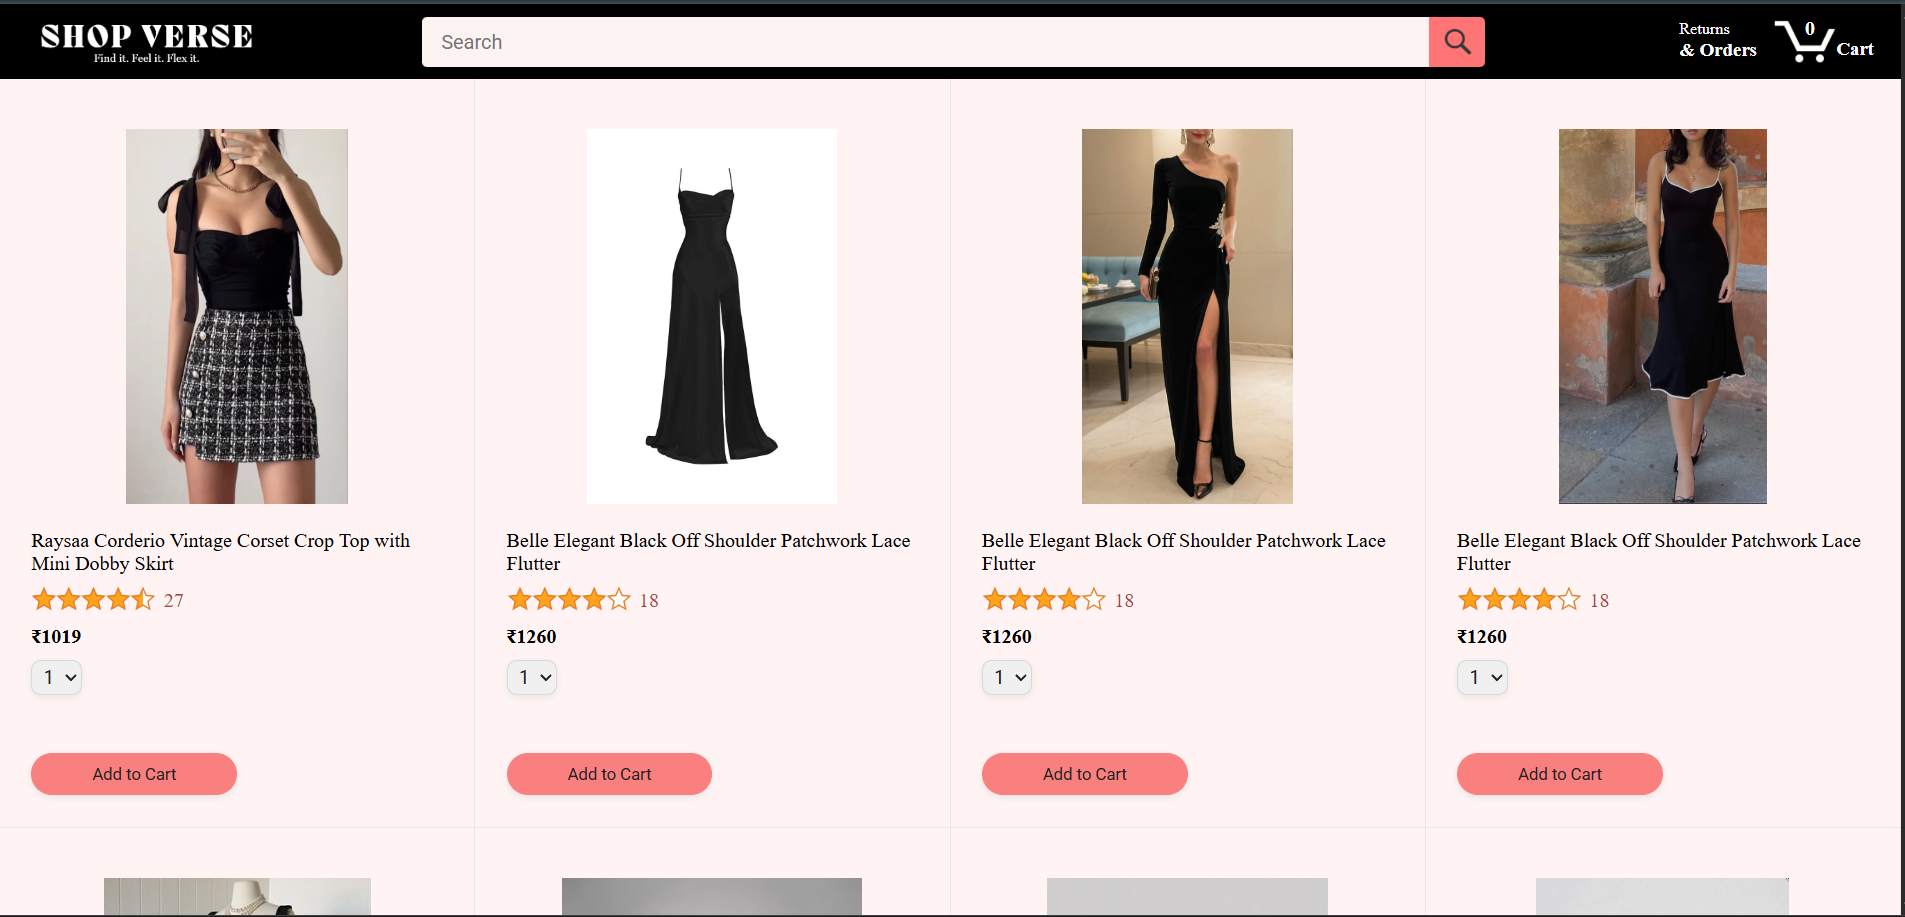 SHOP VERSE
Find it. Feel it. Flex it.
Search
Returns
& Orders
0
Cart
Raysaa Corderio Vintage Corset Crop Top with
Mini Dobby Skirt
27
₹1019
1
Add to Cart
Belle Elegant Black Off Shoulder Patchwork Lace
Flutter
18
₹1260
1
Add to Cart
Belle Elegant Black Off Shoulder Patchwork Lace
Flutter
18
₹1260
1
Add to Cart
Belle Elegant Black Off Shoulder Patchwork Lace
Flutter
18
₹1260
1
Add to Cart